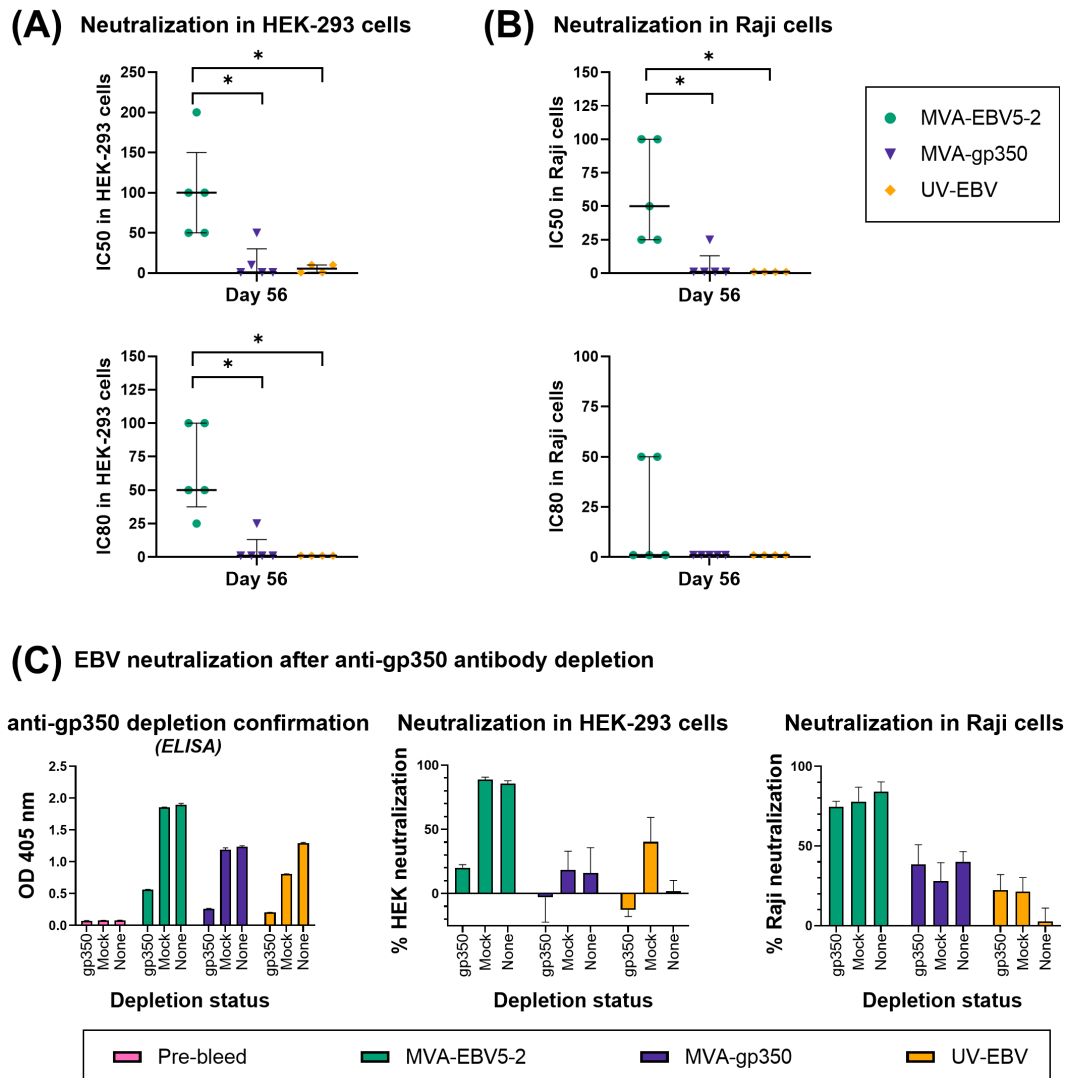 (A) Neutralization in HEK-293 cells
IC50 in HEK-293 cells
250
200
150
100
50
0
*
*
Day 56
(B) Neutralization in Raji cells
IC50 in Raji cells
150
125
100
75
50
25
0
*
*
Day 56
MVA-EBV5-2
MVA-gp350
UV-EBV
IC80 in HEK-293 cells
150
125
100
75
50
25
0
*
*
Day 56
IC80 in Raji cells
100
75
50
25
0
Day 56
(C) EBV neutralization after anti-gp350 antibody depletion
anti-gp350 depletion confirmation
(ELISA)
OD 405 nm
2.5
2.0
1.5
1.0
0.5
0.0
gp350 Mock None gp350 Mock None gp350 Mock None gp350 Mock None
Depletion status
Neutralization in HEK-293 cells
% HEK neutralization
100
50
0
gp350 Mock None gp350 Mock None gp350 Mock None
Depletion status
Neutralization in Raji cells
% Raji neutralization
100
50
0
gp350 Mock None gp350 Mock None gp350 Mock None
Depletion status
Pre-bleed MVA-EBV5-2 MVA-gp350 UV-EBV